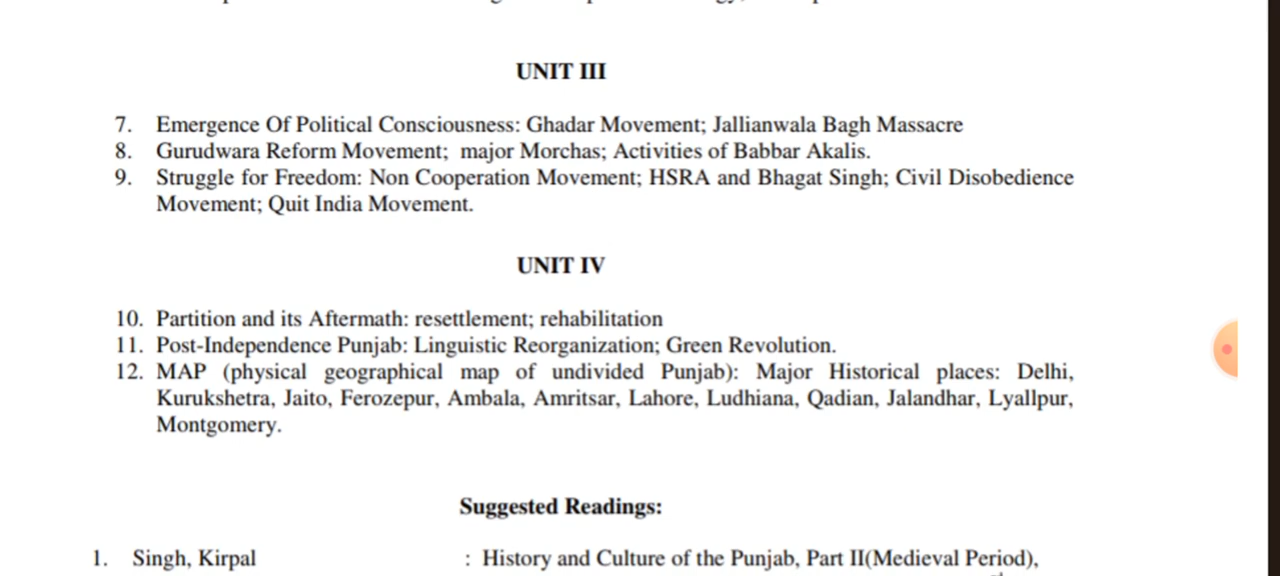 UNIT III
7. Emergence Of Political Consciousness: Ghadar Movement; Jallianwala Bagh Massacre
8. Gurudwara Reform Movement; major Morchas; Activities of Babbar Akalis.
9. Struggle for Freedom: Non Cooperation Movement; HSRA and Bhagat Singh; Civil Disobedience
Movement; Quit India Movement.
UNIT IV
10. Partition and its Aftermath: resettlement; rehabilitation
11. Post-Independence Punjab: Linguistic Reorganization; Green Revolution.
12. MAP (physical geographical map of undivided Punjab): Major Historical places: Delhi,
Kurukshetra, Jaito, Ferozepur, Ambala, Amritsar, Lahore, Ludhiana, Qadian, Jalandhar, Lyallpur,
Montgomery.
Suggested Readings:
1. Singh, Kirpal : History and Culture of the Punjab, Part II(Medieval Period),